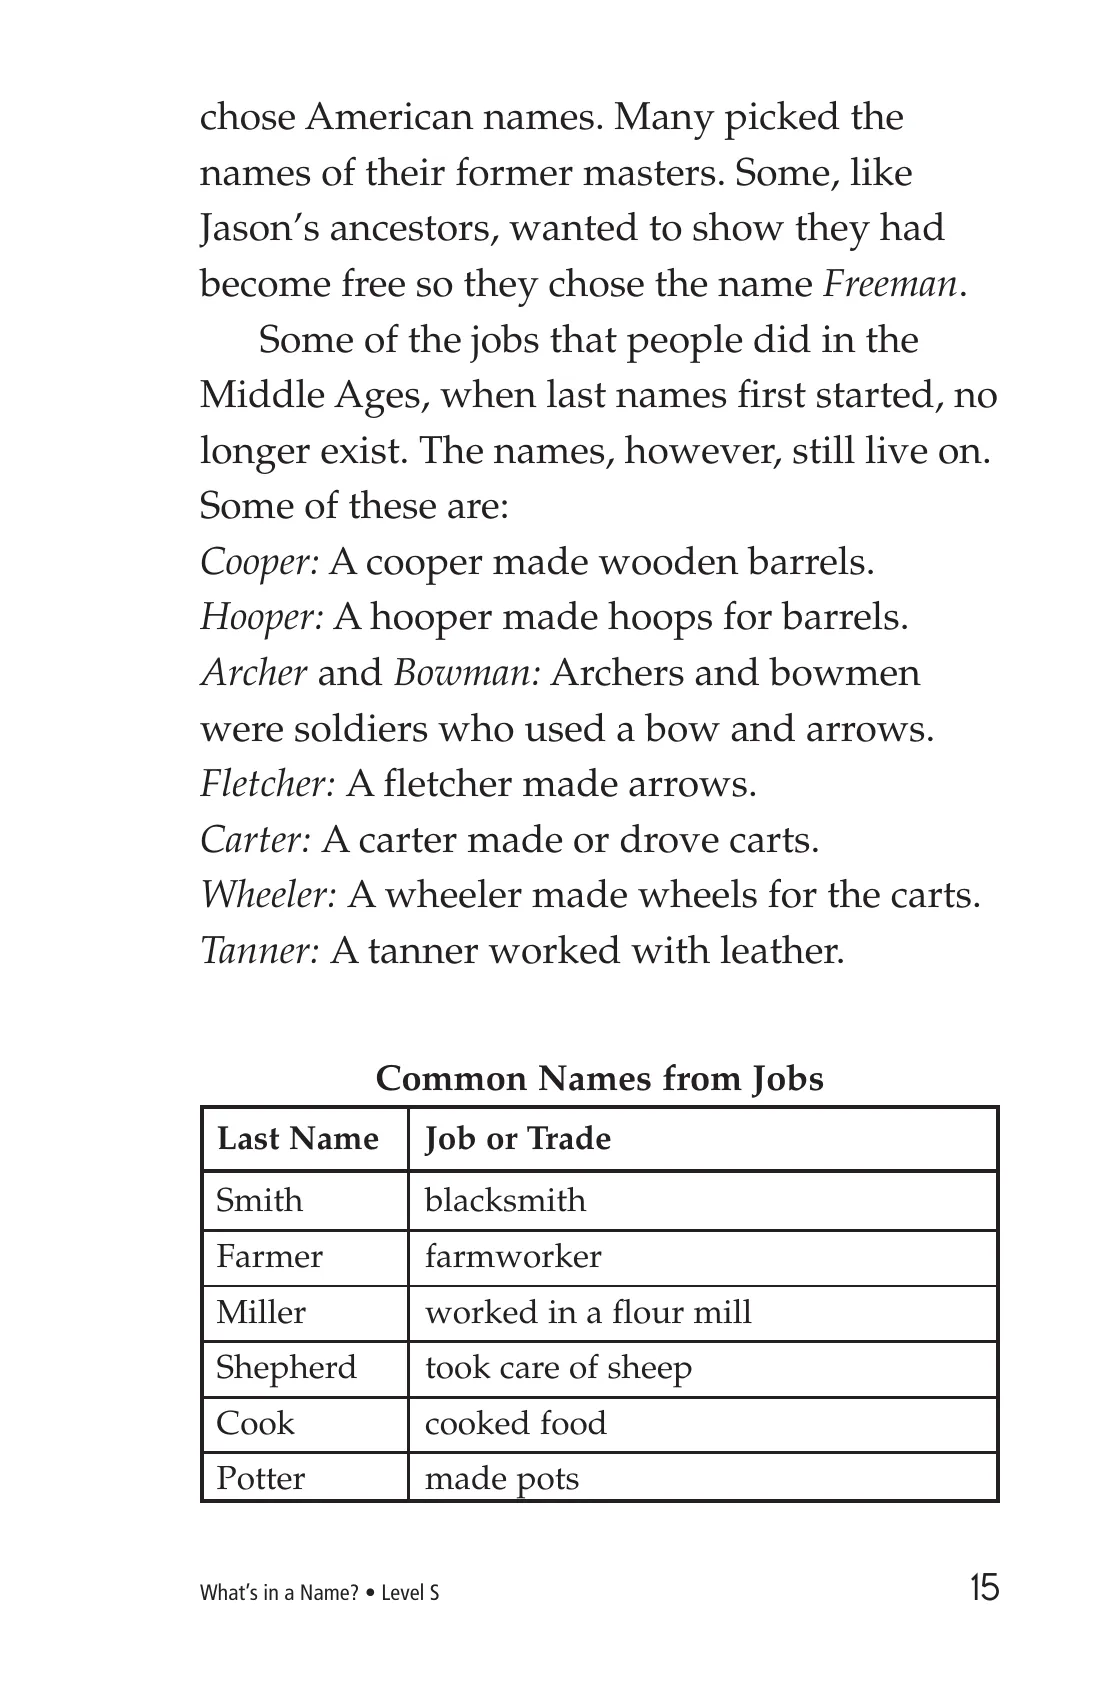 chose American names. Many picked the
names of their former masters. Some, like
Jason’s ancestors, wanted to show they had
become free so they chose the name Freeman.
Some of the jobs that people did in the
Middle Ages, when last names first started, no
longer exist. The names, however, still live on.
Some of these are:
Cooper: A cooper made wooden barrels.
Hooper: A hooper made hoops for barrels.
Archer and Bowman: Archers and bowmen
were soldiers who used a bow and arrows.
Fletcher: A fletcher made arrows.
Carter: A carter made or drove carts.
Wheeler: A wheeler made wheels for the carts.
Tanner: A tanner worked with leather.
Common Names from Jobs
Last Name Job or Trade
Smith blacksmith
Farmer farmworker
Miller worked in a flour mill
Shepherd took care of sheep
Cook cooked food
Potter made pots
What’s in a Name? • Level S 15